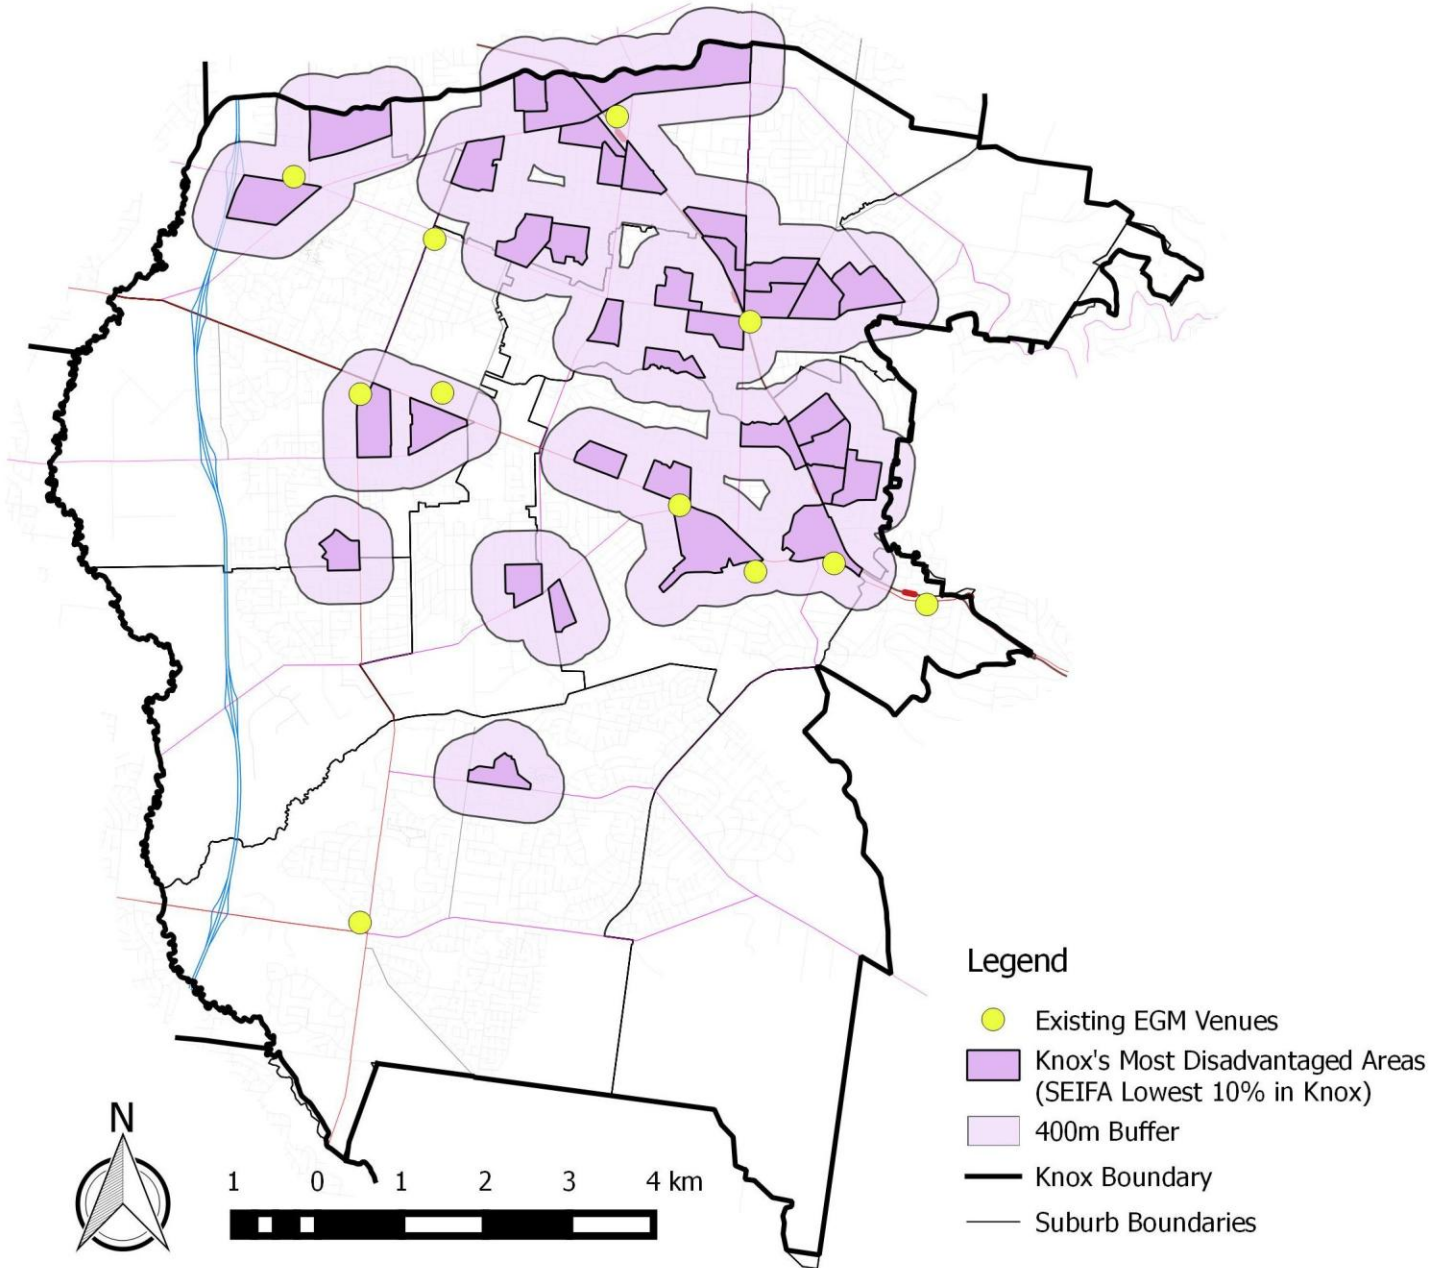 Legend
Existing EGM Venues
Knox's Most Disadvantaged Areas
(SEIFA Lowest 10% in Knox)
400m Buffer
Knox Boundary
Suburb Boundaries
N
1 0 1 2 3 4 km